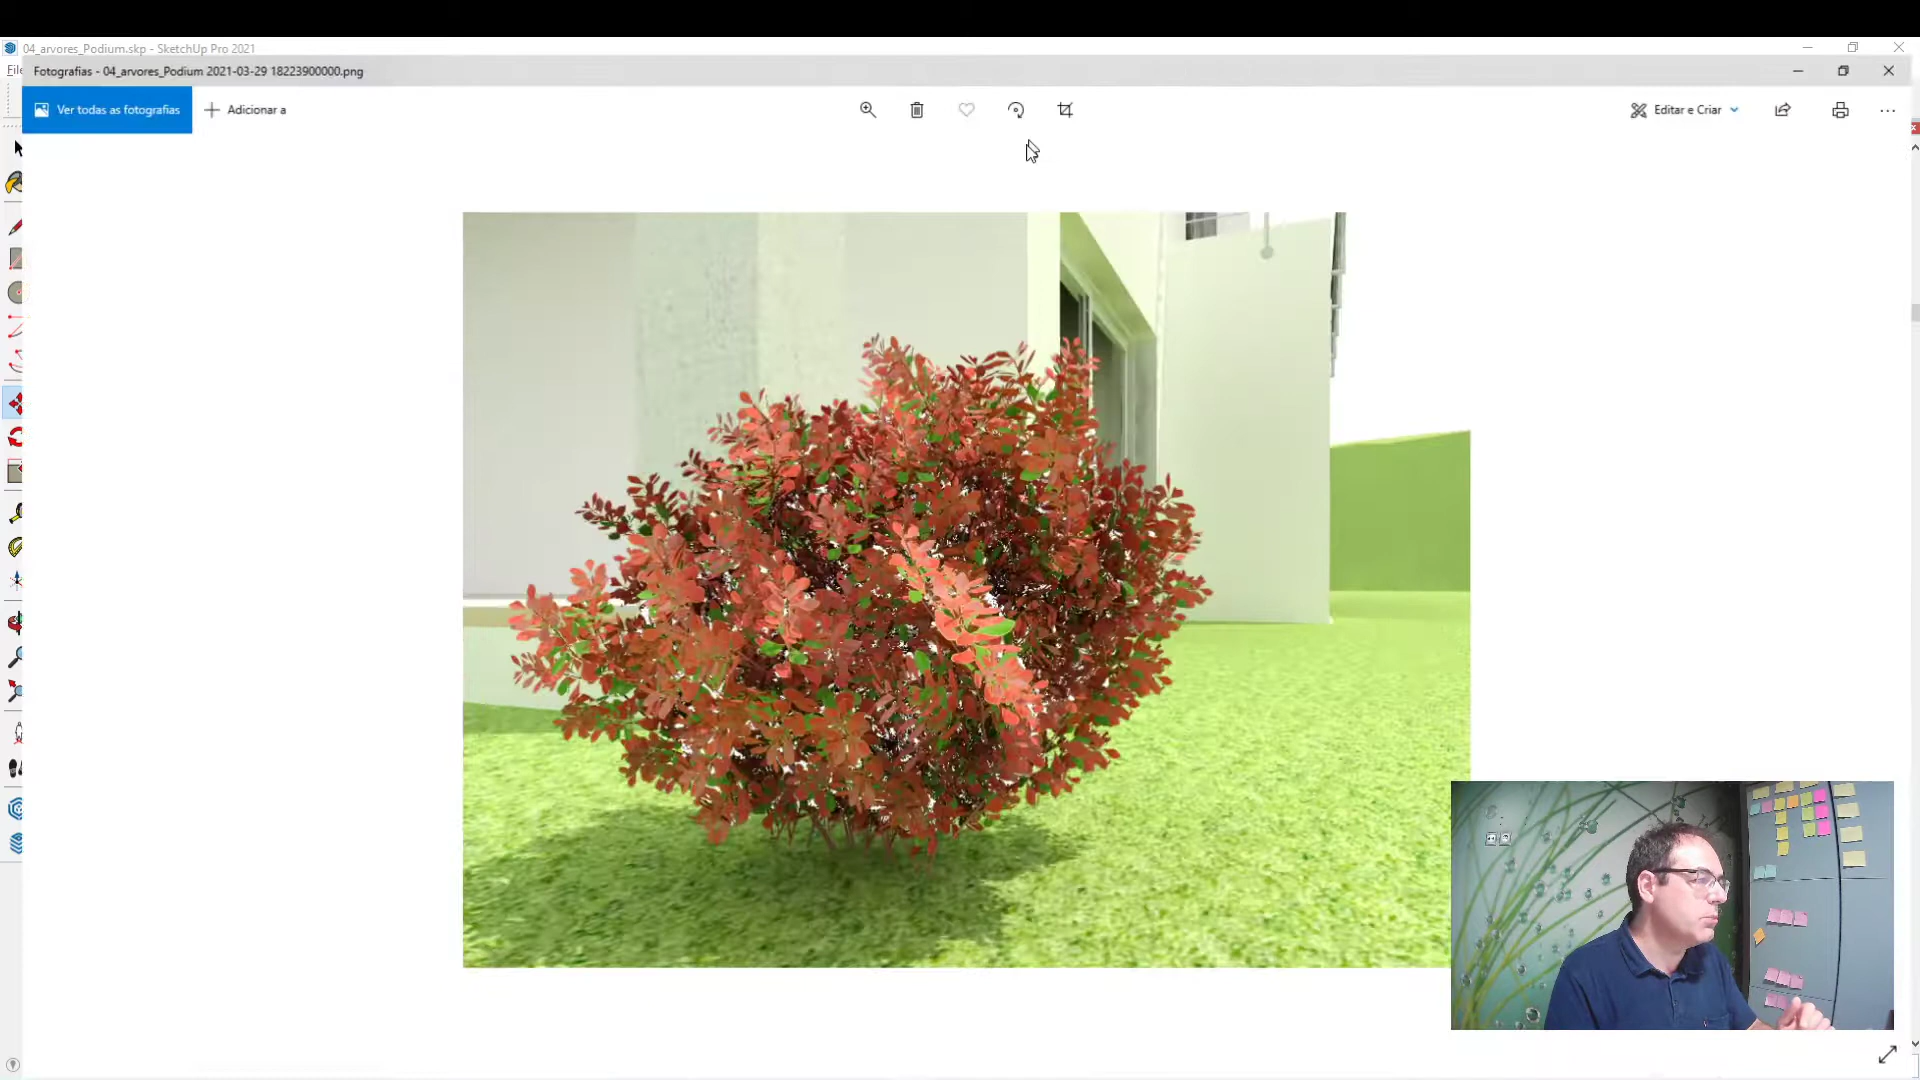 04_arvores_Podium.skp - SketchUp Pro 2021
File
Fotografias - 04_arvores_Podium 2021-03-29 18223900000.png
Ver todas as fotografias
Adicionar a
Editar e Criar